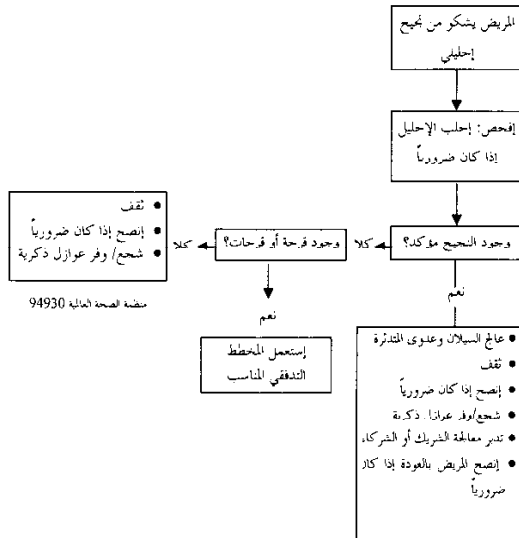 المريض يشكو من نجيج
إحليلي
إفحص: إحلب الإحليل
إذا كان ضرورياً
وجود النجيج مؤكد؟
كلا
وجود قرحة أو قرحات؟
كلا
• ثقف
• إنصح إذا كان ضرورياً
• شجع/ وفر عوازل ذكرية
منظمة الصحة العالمية 94930
نعم
نعم
إستعمل المخطط
التدفقي المناسب
• عالج السيلان وعدوى المتدثرة
• ثقف
• إنصح إذا كان ضرورياً
• شجع/وفر عوازل ذكرية
• تدبر معالجة الشريك أو الشركاء
• إنصح المريض بالعودة إذا كان
ضرورياً